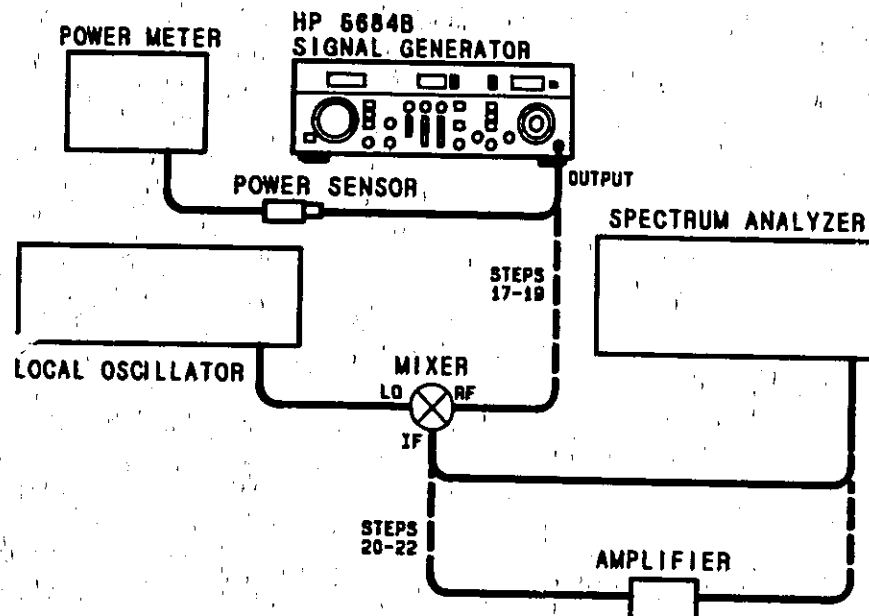 POWER METER
HP 8684B
SIGNAL GENERATOR
OUTPUT
POWER SENSOR
SPECTRUM ANALYZER
STEPS
17-19
LOCAL OSCILLATOR
MIXER
LO
RF
IF
STEPS
20-22
AMPLIFIER